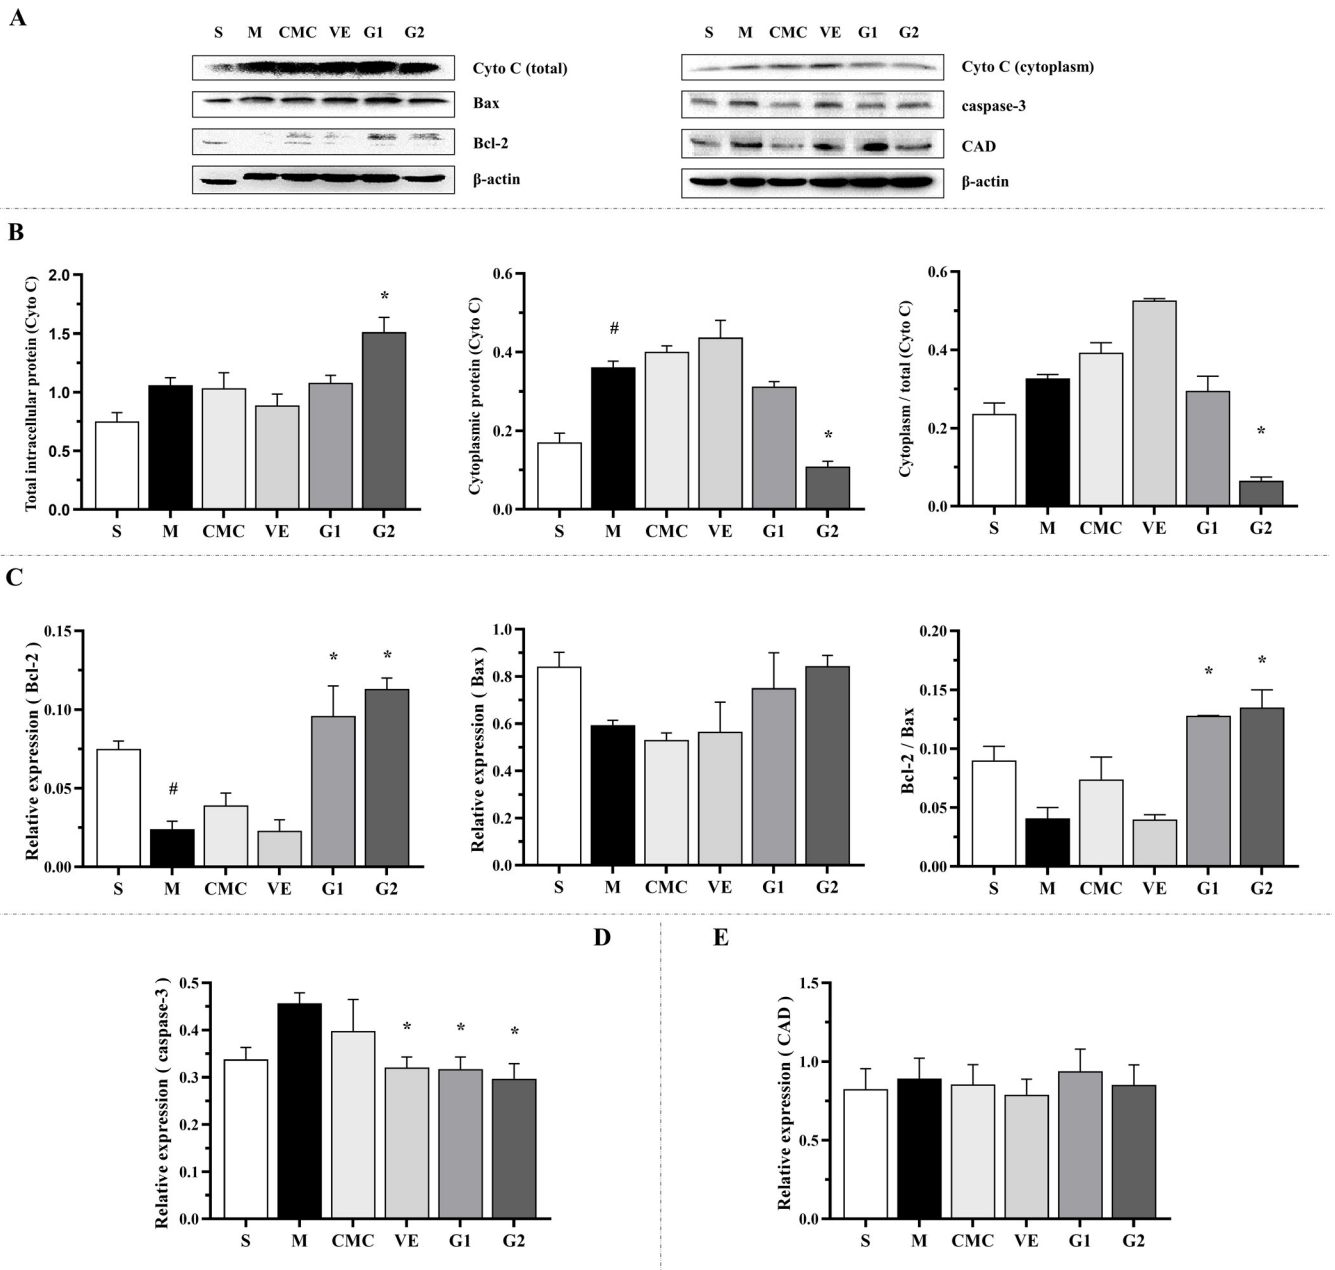 A
S M CMC VE G1 G2
Cyto C (total)
Bax
Bcl-2
β-actin
S M CMC VE G1 G2
Cyto C (cytoplasm)
caspase-3
CAD
β-actin
B
Total intracellular protein (Cyto C)
2.0
1.5
1.0
0.5
0.0
*
S M CMC VE G1 G2
Cytoplasmic protein (Cyto C)
0.6
0.4
0.2
0.0
#
*
S M CMC VE G1 G2
Cytoplasm / total (Cyto C)
0.6
0.4
0.2
0.0
*
S M CMC VE G1 G2
C
Relative expression ( Bcl-2 )
0.15
0.10
0.05
0.00
#
* *
S M CMC VE G1 G2
Relative expression ( Bax )
1.0
0.8
0.6
0.4
0.2
0.0
S M CMC VE G1 G2
Bcl-2 / Bax
0.20
0.15
0.10
0.05
0.00
* *
S M CMC VE G1 G2
D
Relative expression ( caspase-3 )
0.5
0.4
0.3
0.2
0.1
0.0
* * *
S M CMC VE G1 G2
E
Relative expression ( CAD )
1.5
1.0
0.5
0.0
S M CMC VE G1 G2